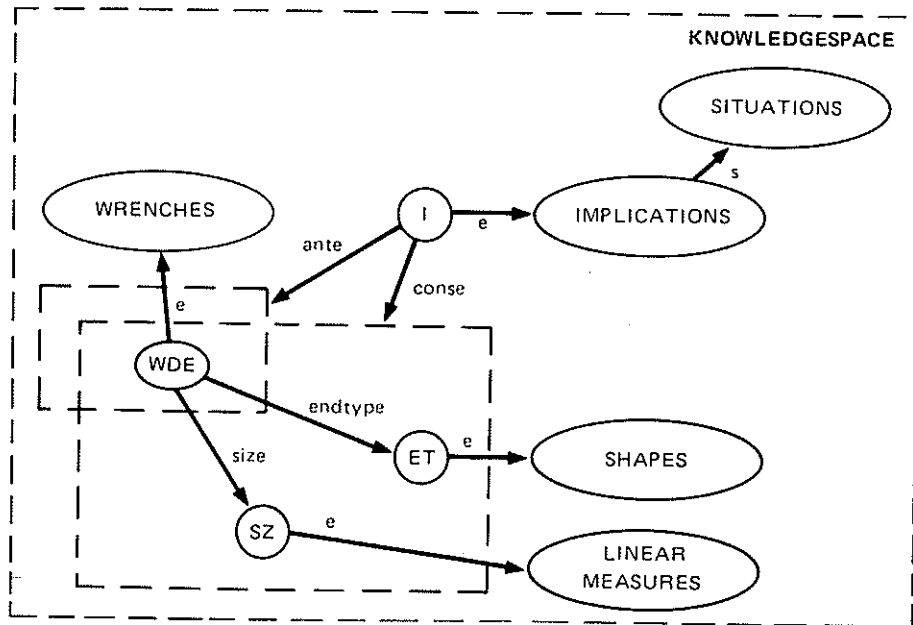 KNOWLEDGESPACE
SITUATIONS
s
WRENCHES
I
e
IMPLICATIONS
ante
conse
e
WDE
endtype
size
ET
e
SHAPES
SZ
e
LINEAR
MEASURES